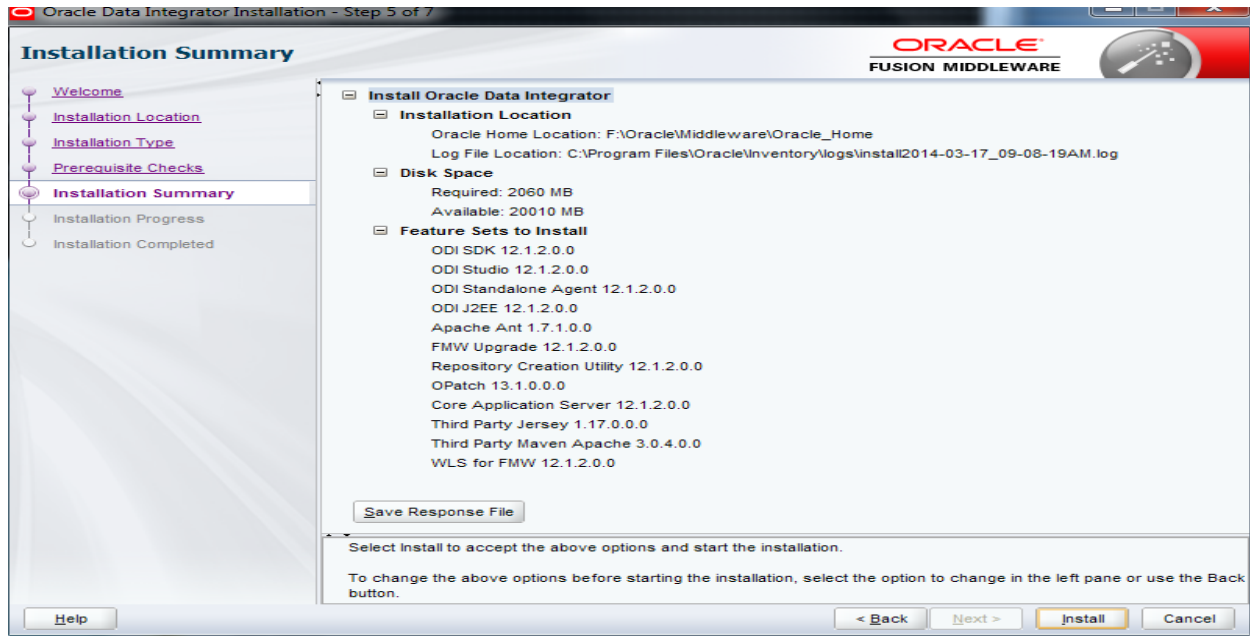 Oracle Data Integrator Installation - Step 5 of 7
Installation Summary
ORACLE
FUSION MIDDLEWARE
Welcome
Installation Location
Installation Type
Prerequisite Checks
Installation Summary
Installation Progress
Installation Completed
Install Oracle Data Integrator
Installation Location
Oracle Home Location: F:\Oracle\Middleware\Oracle_Home
Log File Location: C:\Program Files\Oracle\Inventory\logs\install2014-03-17_09-08-19AM.log
Disk Space
Required: 2060 MB
Available: 20010 MB
Feature Sets to Install
ODI SDK 12.1.2.0.0
ODI Studio 12.1.2.0.0
ODI Standalone Agent 12.1.2.0.0
ODI J2EE 12.1.2.0.0
Apache Ant 1.7.1.0.0
FMW Upgrade 12.1.2.0.0
Repository Creation Utility 12.1.2.0.0
OPatch 13.1.0.0.0
Core Application Server 12.1.2.0.0
Third Party Jersey 1.17.0.0.0
Third Party Maven Apache 3.0.4.0.0
WLS for FMW 12.1.2.0.0
Save Response File
Select Install to accept the above options and start the installation.
To change the above options before starting the installation, select the option to change in the left pane or use the Back
button.
Help
< Back
Next >
Install
Cancel